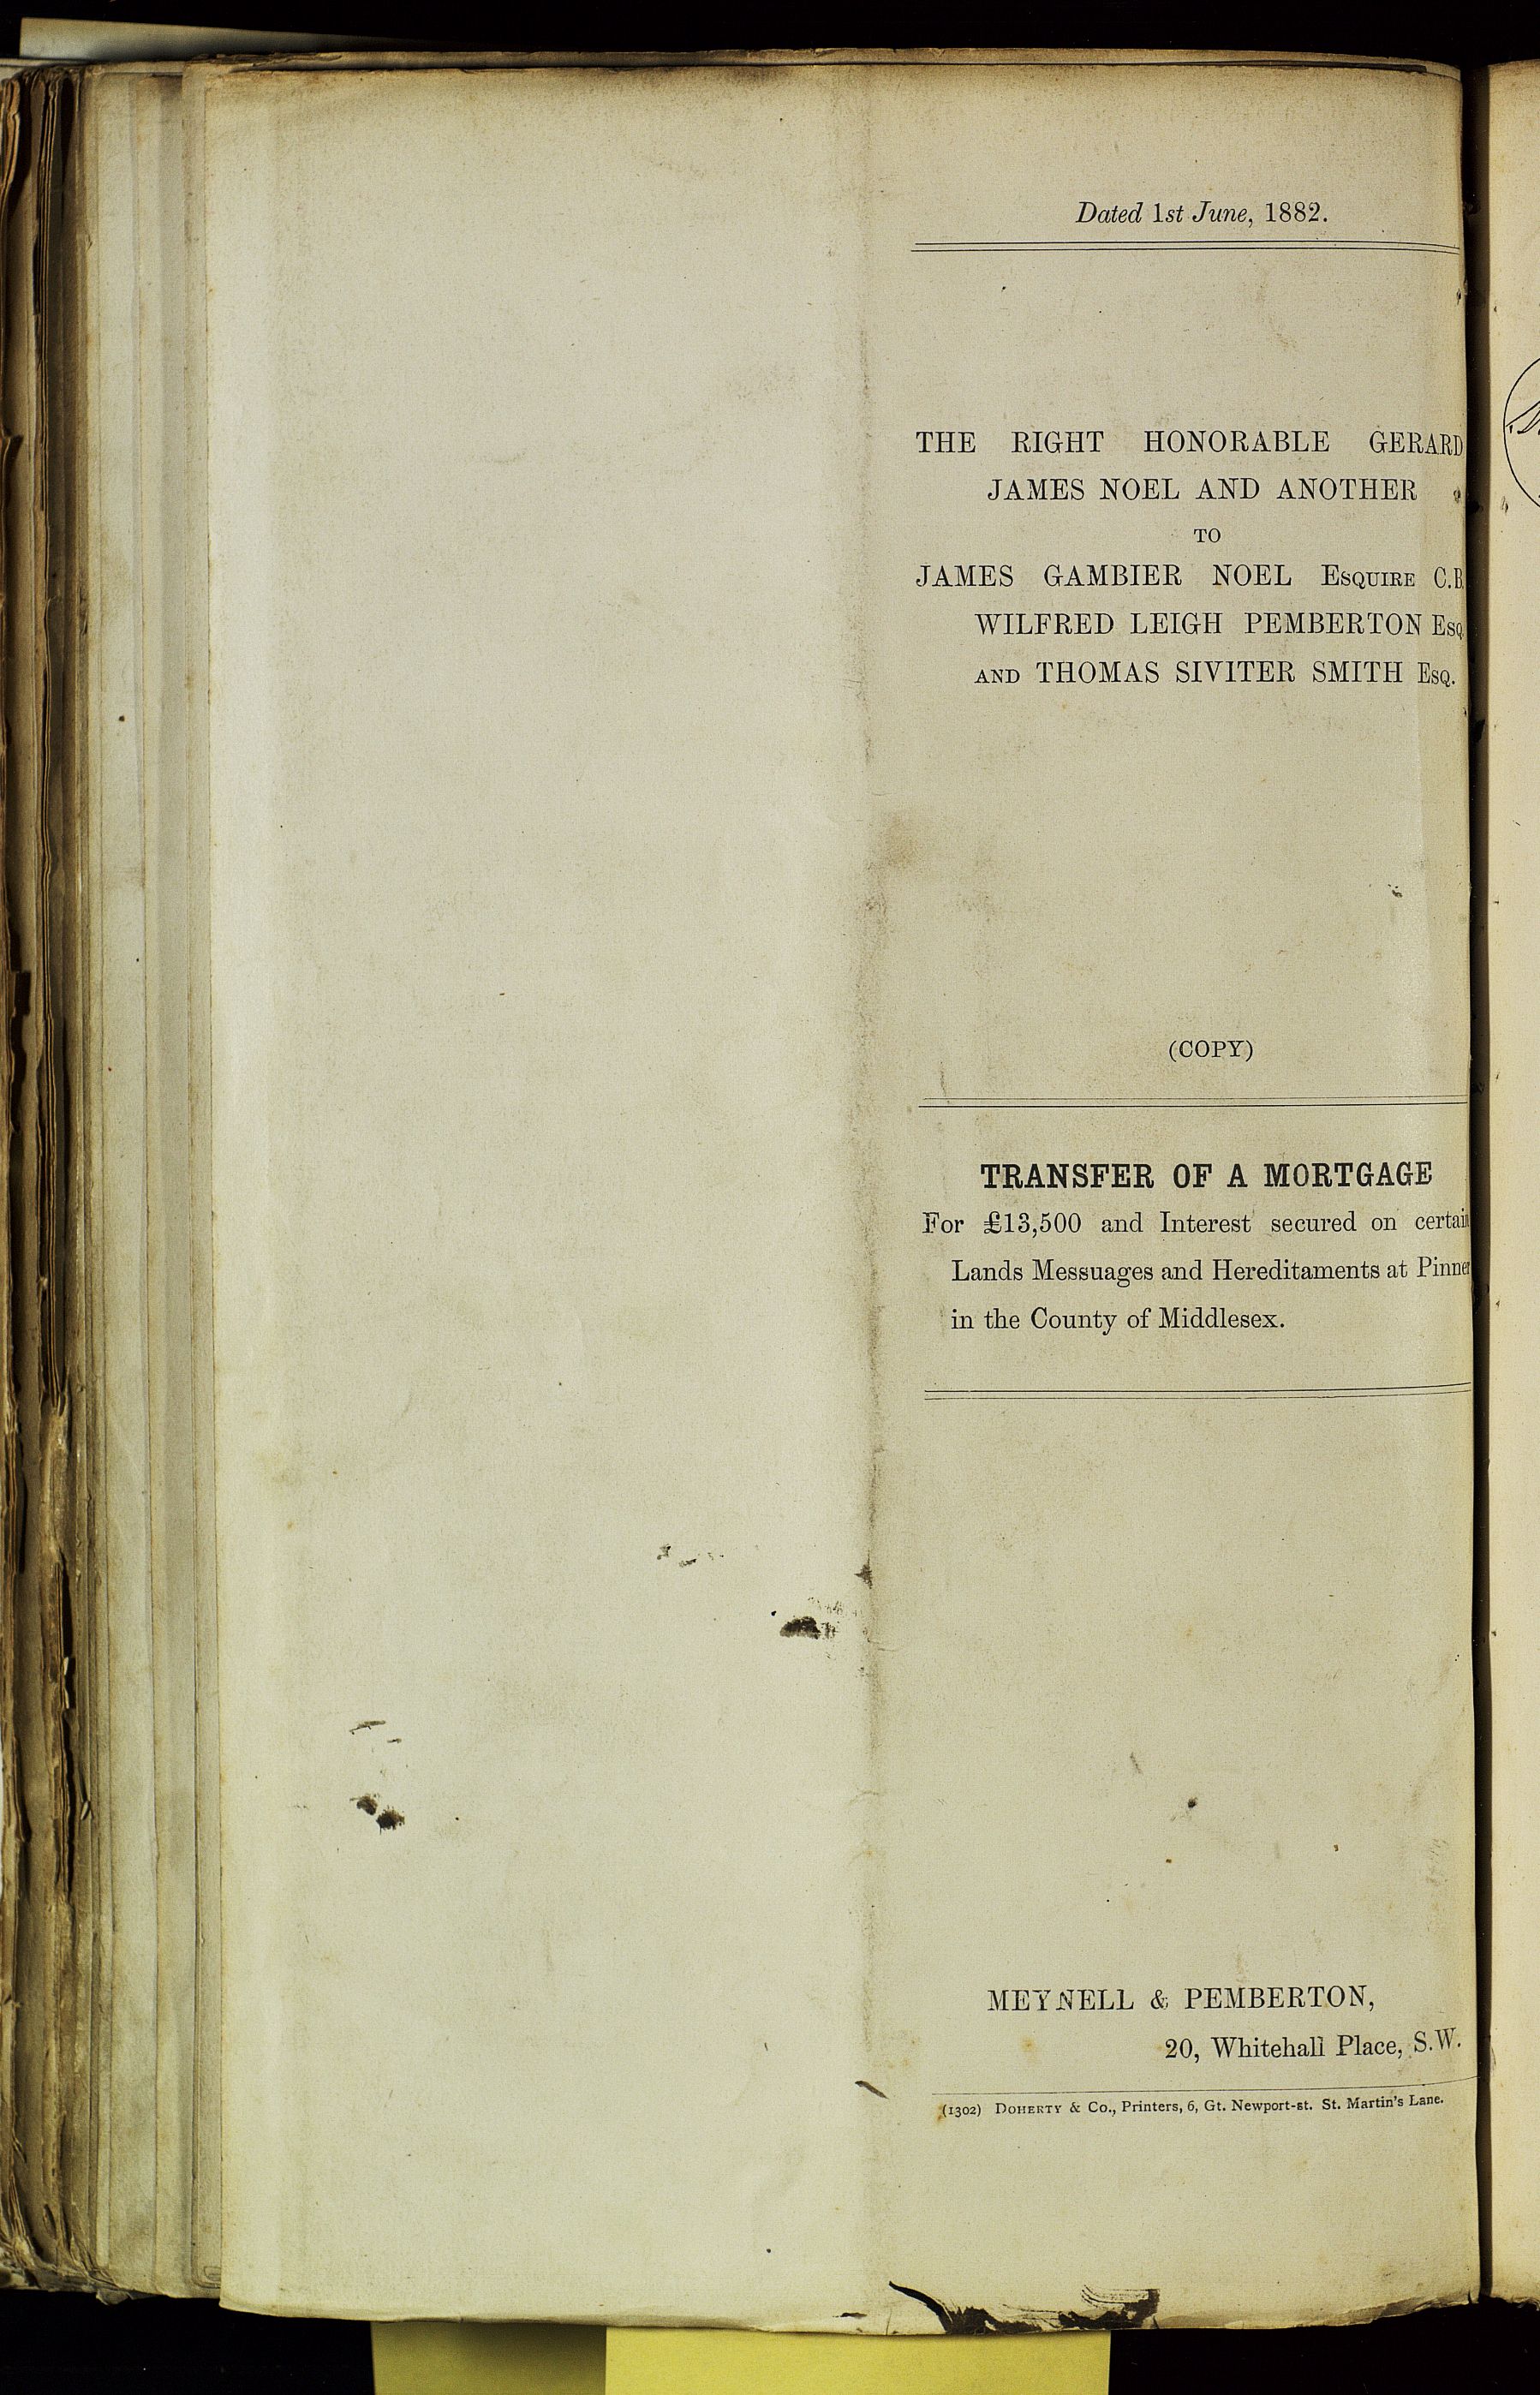 Dated 1st June, 1882.
THE RIGHT HONORABLE GERARD
JAMES NOEL AND ANOTHER
TO
JAMES GAMBIER NOEL ESQUIRE C.B.
WILFRED LEIGH PEMBERTON ESQ.
AND THOMAS SIVITER SMITH ESQ.
(COPY)
TRANSFER OF A MORTGAGE
For £13,500 and Interest secured on certain
Lands Messuages and Hereditaments at Pinner
in the County of Middlesex.
MEYNELL & PEMBERTON,
20, Whitehall Place, S.W.
(1302) DOHERTY & Co., Printers, 6, Gt. Newport-st. St. Martin's Lane.